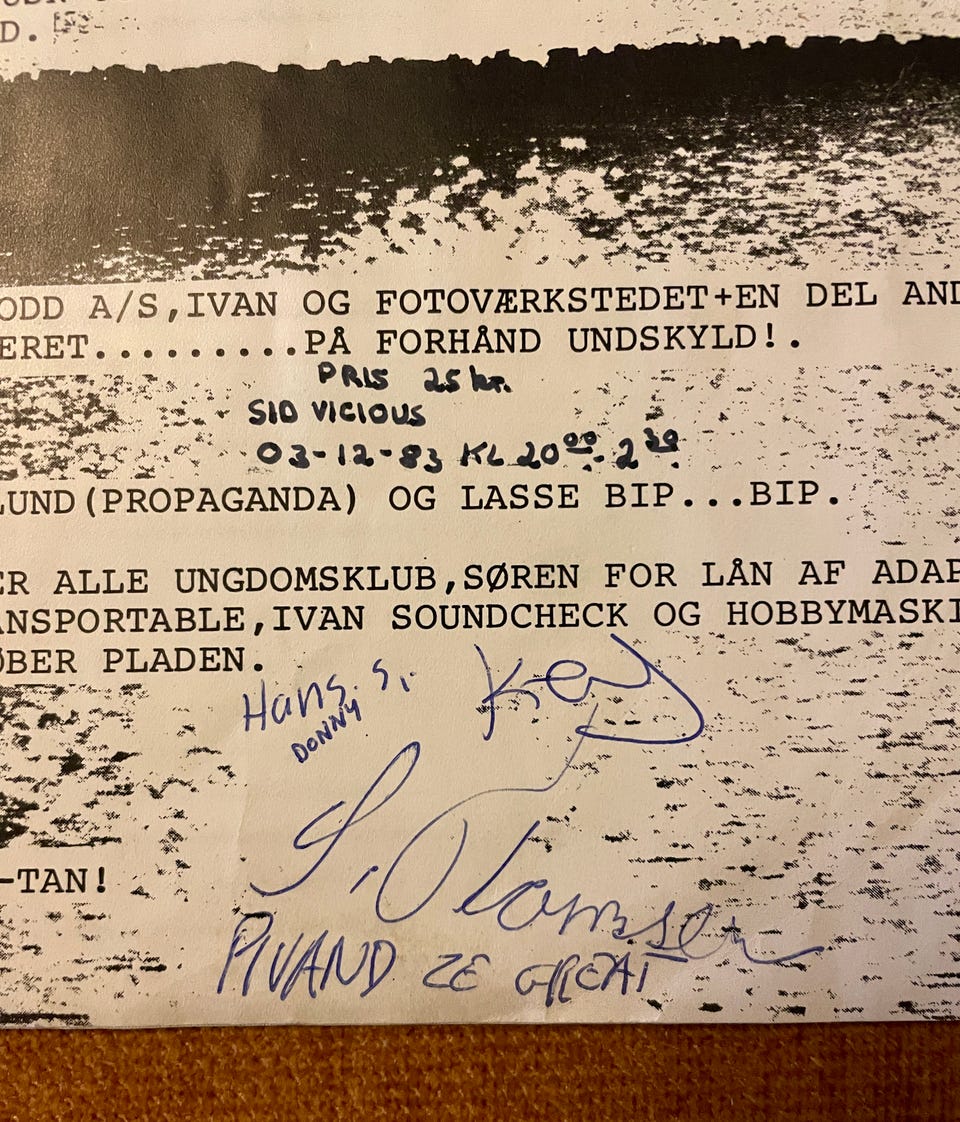 D.
ODD A/S,IVAN OG FOTOVÆRKSTEDET+EN DEL AND
ERET.........PÅ FORHÅND UNDSKYLD!.
PRIS 25 kr.
SID VICIOUS
03-12-83 KL 20⁰⁰-2³⁰
LUND(PROPAGANDA) OG LASSE BIP...BIP.
ER ALLE UNGDOMSKLUB,SØREN FOR LÅN AF ADAP
ANSPORTABLE,IVAN SOUNDCHECK OG HOBBYMASKI
ØBER PLADEN.
Hans. S.
DONNY
-TAN!
PIVAND ZE GREAT